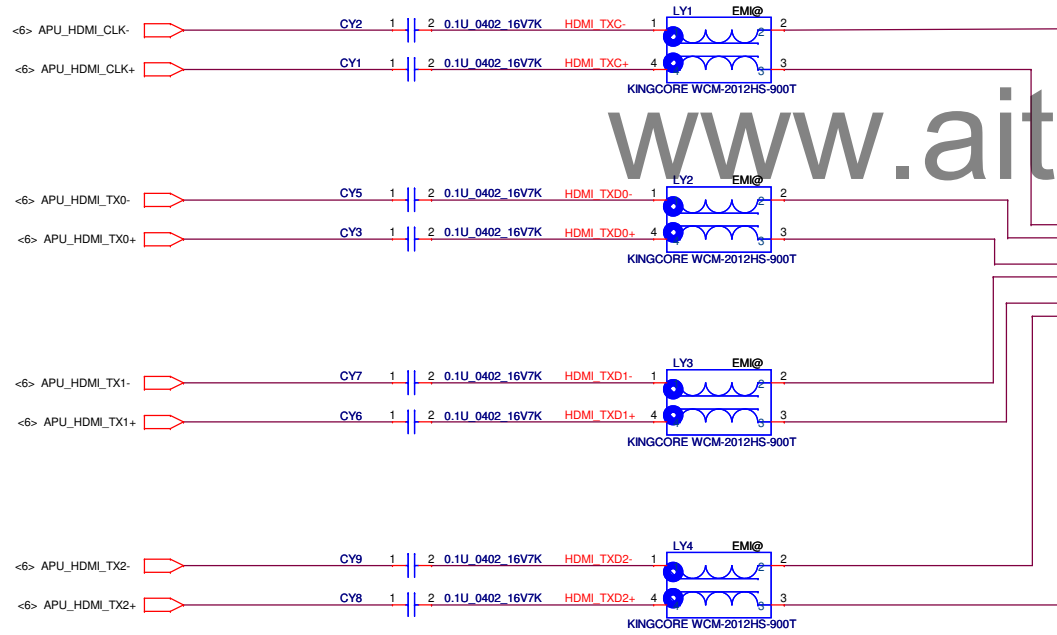 LY1 EMI@
<6> APU_HDMI_CLK- CY2 1 2 0.1U_0402_16V7K HDMI_TXC- 1 2 2
<6> APU_HDMI_CLK+ CY1 1 2 0.1U_0402_16V7K HDMI_TXC+ 4 4 3 3
KINGCORE WCM-2012HS-900T
www.ait
LY2 EMI@
<6> APU_HDMI_TX0- CY5 1 2 0.1U_0402_16V7K HDMI_TXD0- 1 2 2
<6> APU_HDMI_TX0+ CY3 1 2 0.1U_0402_16V7K HDMI_TXD0+ 4 4 3 3
KINGCORE WCM-2012HS-900T
LY3 EMI@
<6> APU_HDMI_TX1- CY7 1 2 0.1U_0402_16V7K HDMI_TXD1- 1 2 2
<6> APU_HDMI_TX1+ CY6 1 2 0.1U_0402_16V7K HDMI_TXD1+ 4 4 3 3
KINGCORE WCM-2012HS-900T
LY4 EMI@
<6> APU_HDMI_TX2- CY9 1 2 0.1U_0402_16V7K HDMI_TXD2- 1 2 2
<6> APU_HDMI_TX2+ CY8 1 2 0.1U_0402_16V7K HDMI_TXD2+ 4 4 3 3
KINGCORE WCM-2012HS-900T